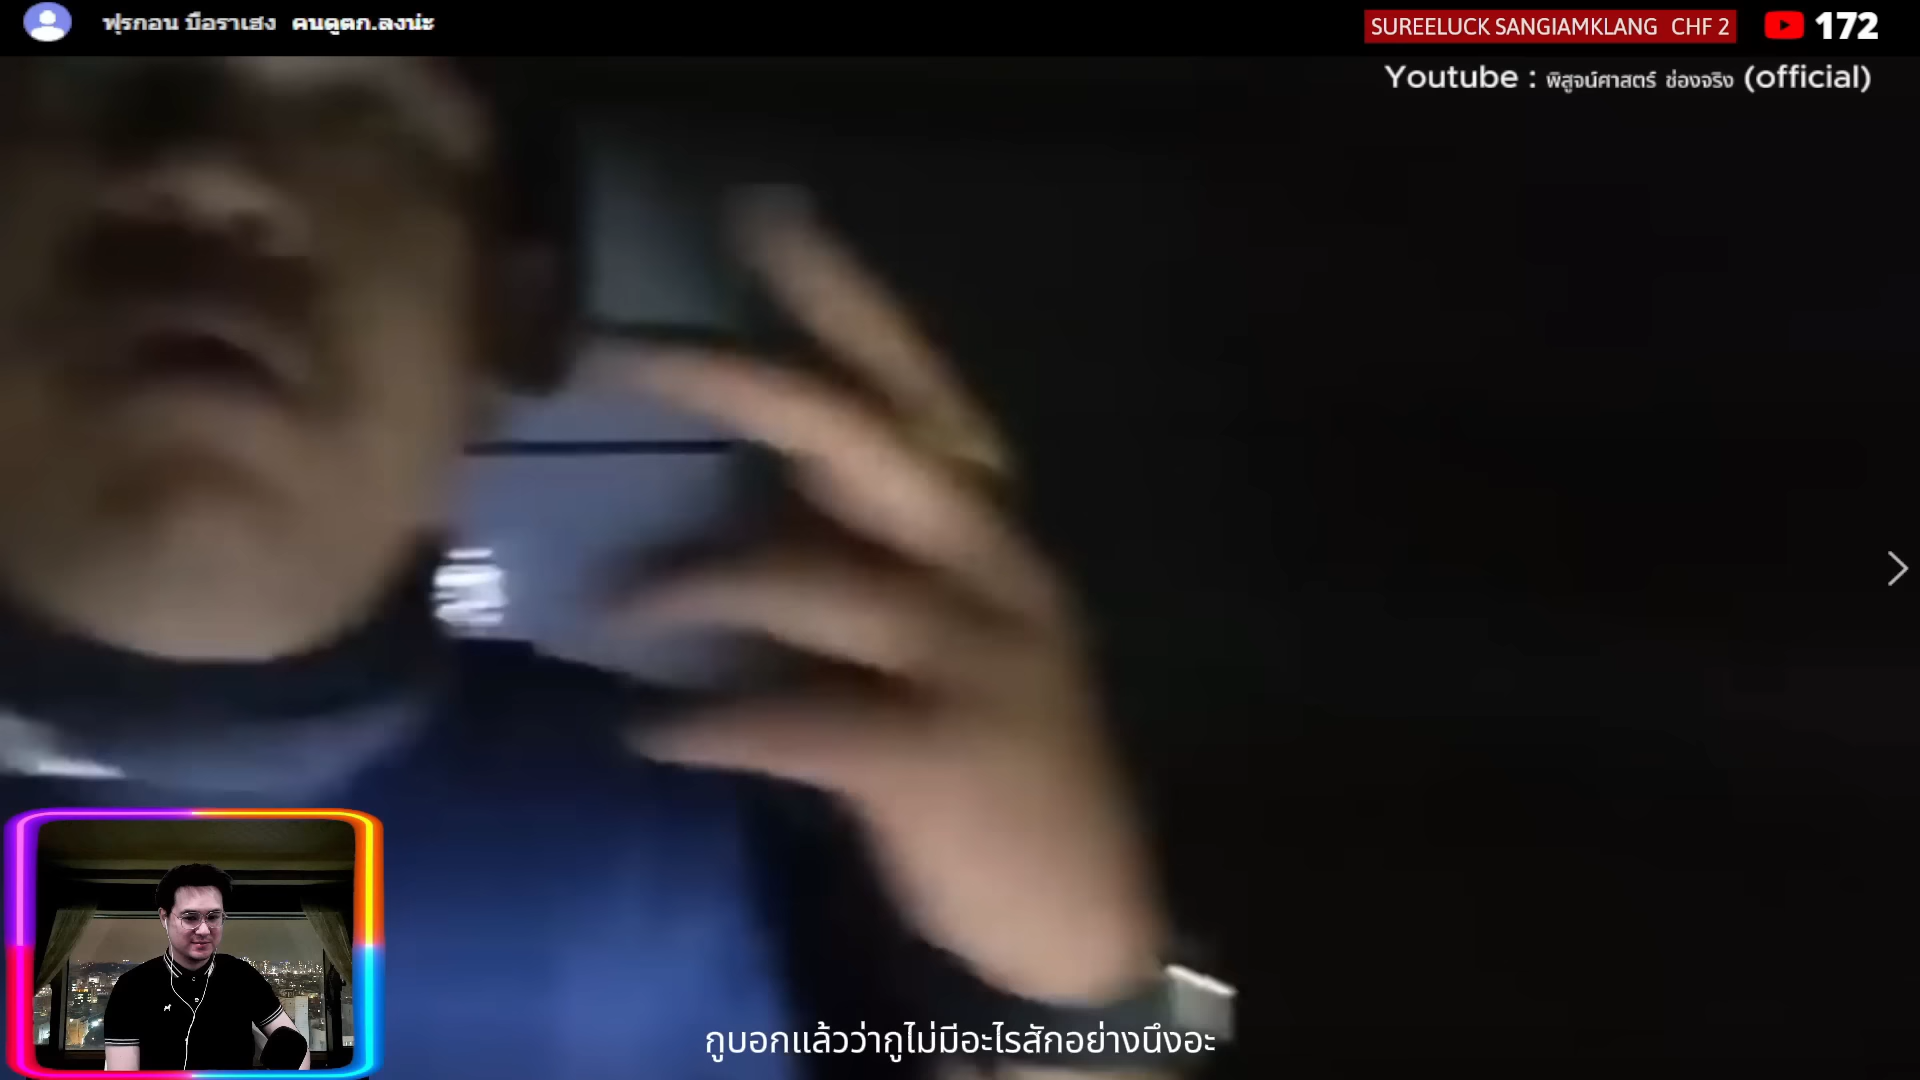 ฟุรกอน บือราเฮง คนดูตก.ลงน่ะ
SUREELUCK SANGIAMKLANG CHF 2
172
Youtube : พิสูจน์ศาสตร์ ช่องจริง (official)
กูบอกแล้วว่ากูไม่มีอะไรสักอย่างนึงอะ